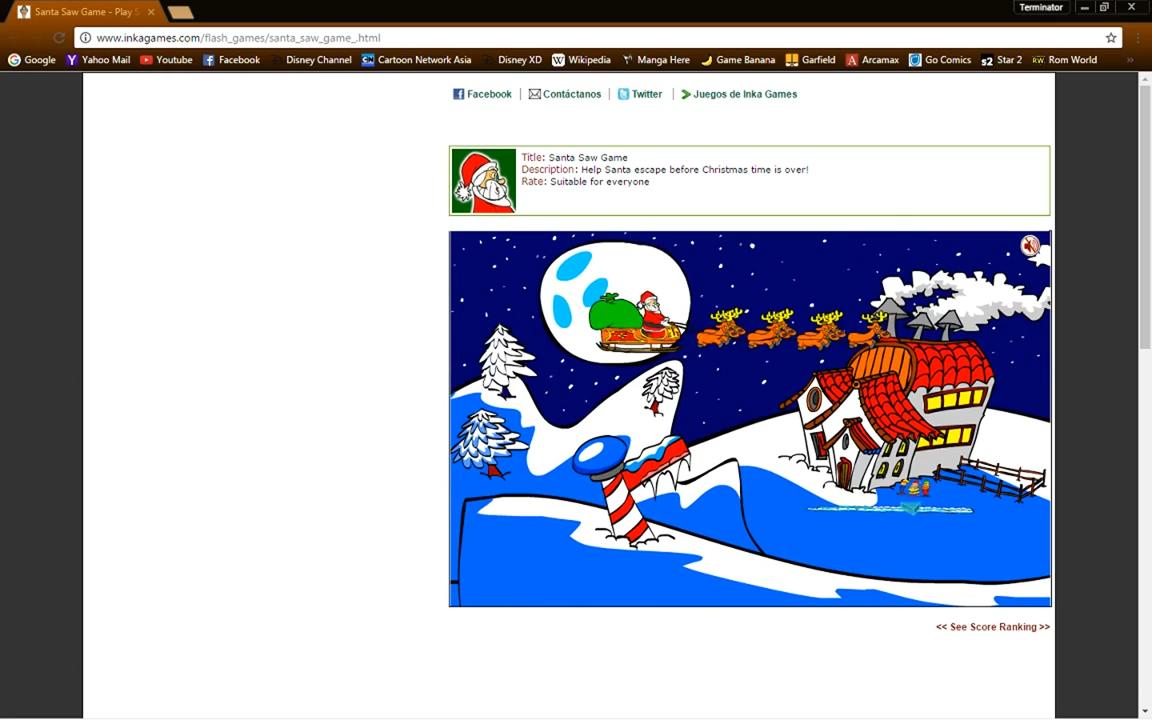 Santa Saw Game - Play S
Terminator
www.inkagames.com/flash_games/santa_saw_game_.html
Google Yahoo Mail Youtube Facebook Disney Channel Cartoon Network Asia Disney XD Wikipedia Manga Here Game Banana Garfield Arcamax Go Comics Star 2 Rom World
Facebook | Contáctanos | Twitter | Juegos de Inka Games
Title: Santa Saw Game
Description: Help Santa escape before Christmas time is over!
Rate: Suitable for everyone
<< See Score Ranking >>